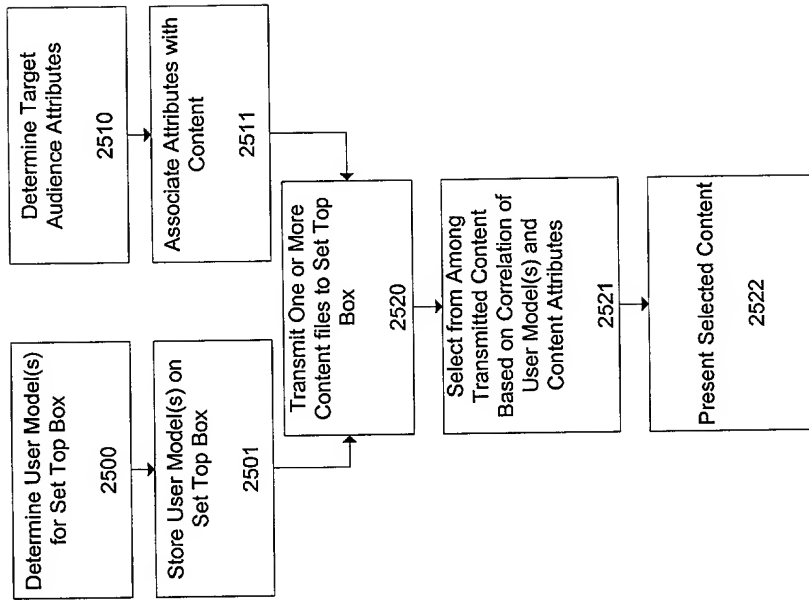 Determine User Model(s)
for Set Top Box
2500
Store User Model(s) on
Set Top Box
2501
Determine Target
Audience Attributes
2510
Associate Attributes with
Content
2511
Transmit One or More
Content files to Set Top
Box
2520
Select from Among
Transmitted Content
Based on Correlation of
User Model(s) and
Content Attributes
2521
Present Selected Content
2522